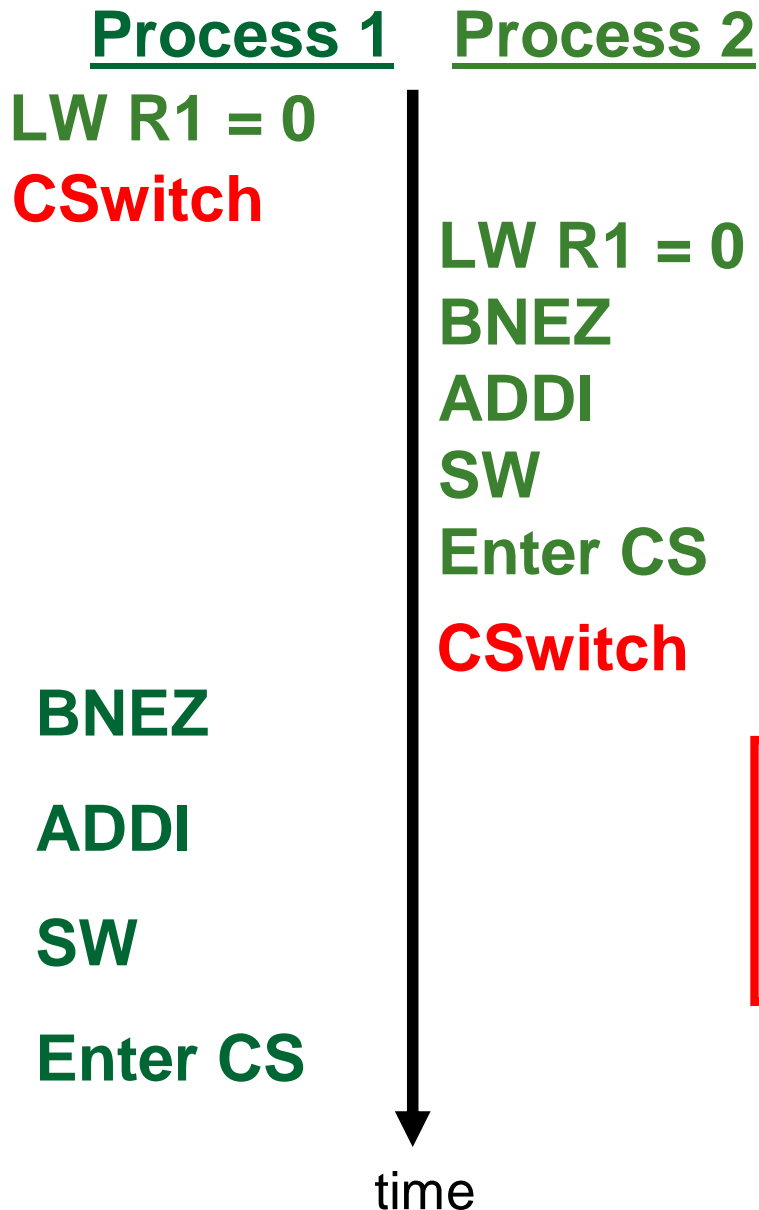 Process 1 Process 2
LW R1 = 0
CSwitch
LW R1 = 0
BNEZ
ADDI
SW
Enter CS
CSwitch
BNEZ
ADDI
SW
Enter CS
time